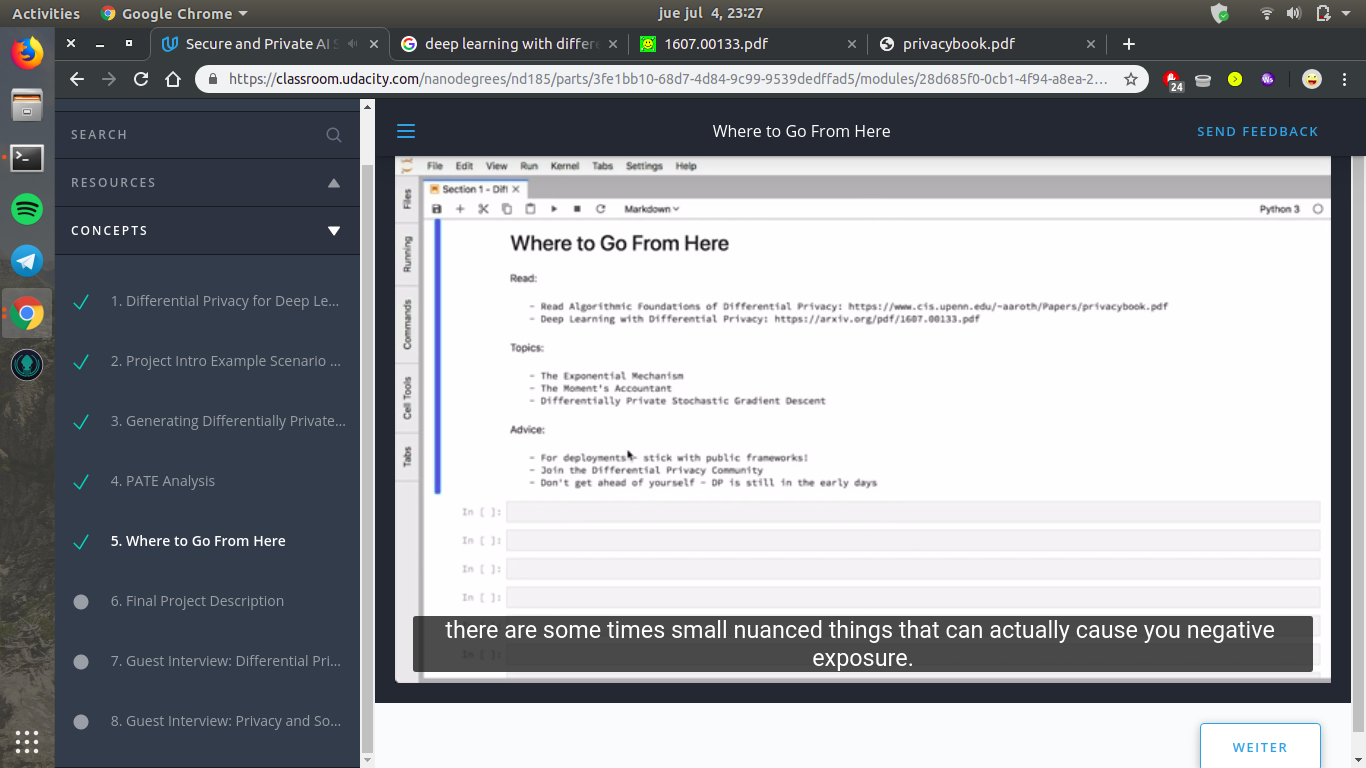 Activities
Google Chrome
jue jul 4, 23:27
Secure and Private AI S
deep learning with differe
1607.00133.pdf
privacybook.pdf
https://classroom.udacity.com/nanodegrees/nd185/parts/3fe1bb10-68d7-4d84-9c99-9539dedffad5/modules/28d685f0-0cb1-4f94-a8ea-2...
24
SEARCH
RESOURCES
CONCEPTS
1. Differential Privacy for Deep Le...
2. Project Intro Example Scenario ...
3. Generating Differentially Private...
4. PATE Analysis
5. Where to Go From Here
6. Final Project Description
7. Guest Interview: Differential Pri...
8. Guest Interview: Privacy and So...
Where to Go From Here
SEND FEEDBACK
File Edit View Run Kernel Tabs Settings Help
Files
Running
Commands
Cell Tools
Tabs
Section 1 - Diff
Markdown
Python 3
Where to Go From Here
Read:
- Read Algorithmic Foundations of Differential Privacy: https://www.cis.upenn.edu/~aaroth/Papers/privacybook.pdf
- Deep Learning with Differential Privacy: https://arxiv.org/pdf/1607.00133.pdf
Topics:
- The Exponential Mechanism
- The Moment's Accountant
- Differentially Private Stochastic Gradient Descent
Advice:
- For deployments - stick with public frameworks!
- Join the Differential Privacy Community
- Don't get ahead of yourself - DP is still in the early days
In [ ]:
In [ ]:
In [ ]:
In [ ]:
In [ ]:
there are some times small nuanced things that can actually cause you negative
exposure.
WEITER